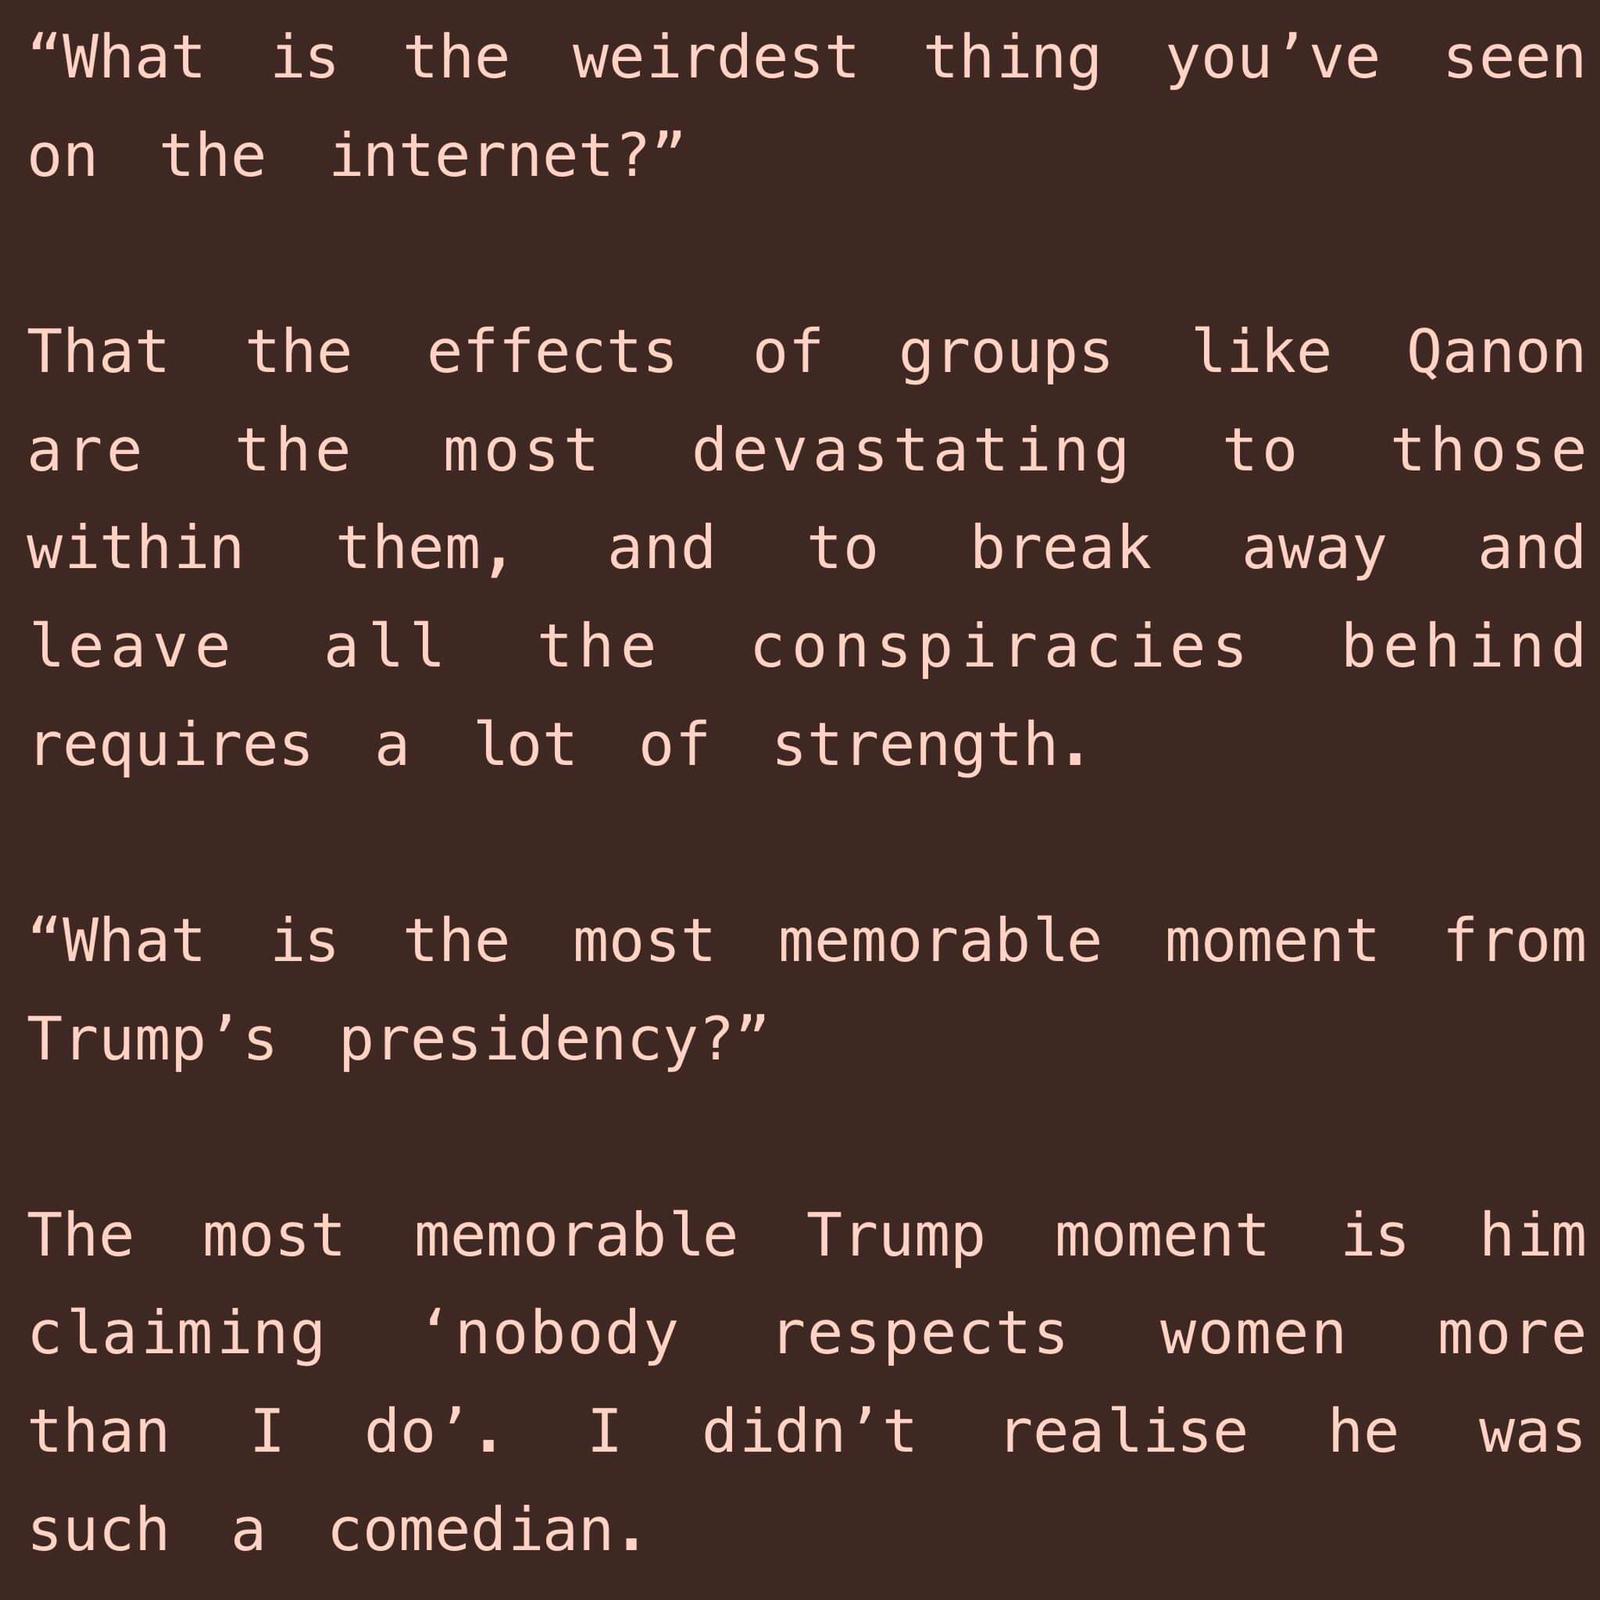 “What is the weirdest thing you’ve seen
on the internet?”
That the effects of groups like Qanon
are the most devastating to those
within them, and to break away and
leave all the conspiracies behind
requires a lot of strength.
“What is the most memorable moment from
Trump’s presidency?”
The most memorable Trump moment is him
claiming ‘nobody respects women more
than I do’. I didn’t realise he was
such a comedian.